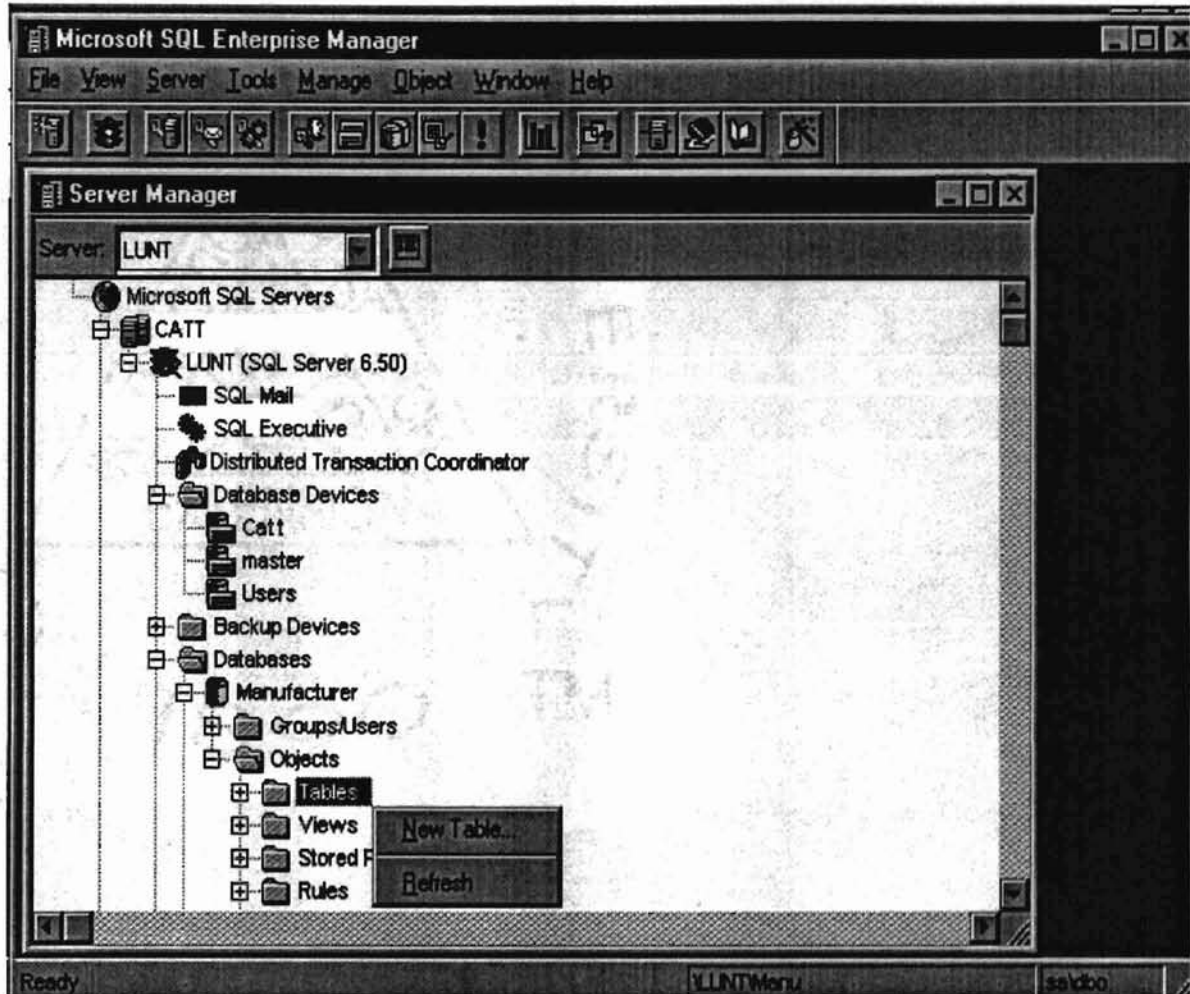 Microsoft SQL Enterprise Manager
File View Server Tools Manage Object Window Help
Server Manager
Server: LUNT
Microsoft SQL Servers
CATT
LUNT (SQL Server 6.50)
SQL Mail
SQL Executive
Distributed Transaction Coordinator
Database Devices
Catt
master
Users
Backup Devices
Databases
Manufacturer
Groups/Users
Objects
Tables
Views
New Table...
Stored P
Refresh
Rules
Ready
\\LUNT\Menu
sa\dbo